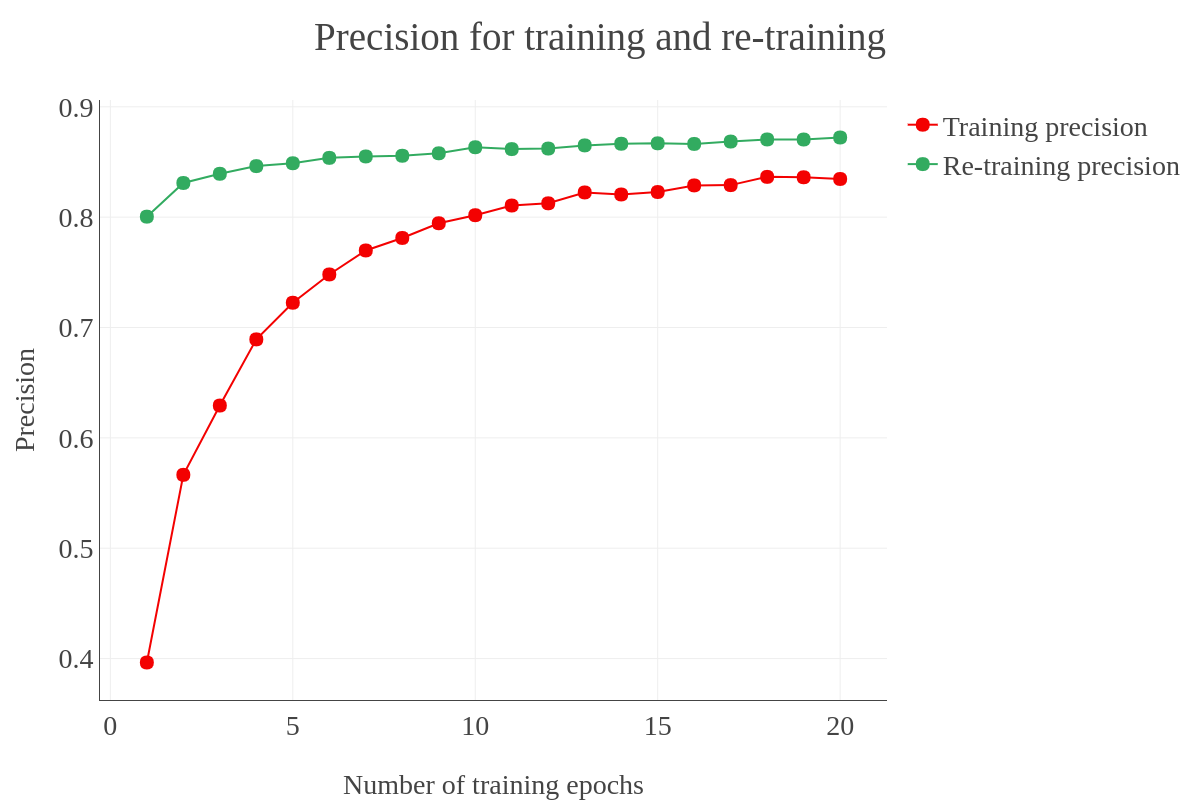 Precision for training and re-training
Training precision
Re-training precision
0.9
0.8
0.7
0.6
0.5
0.4
Precision
0 5 10 15 20
Number of training epochs